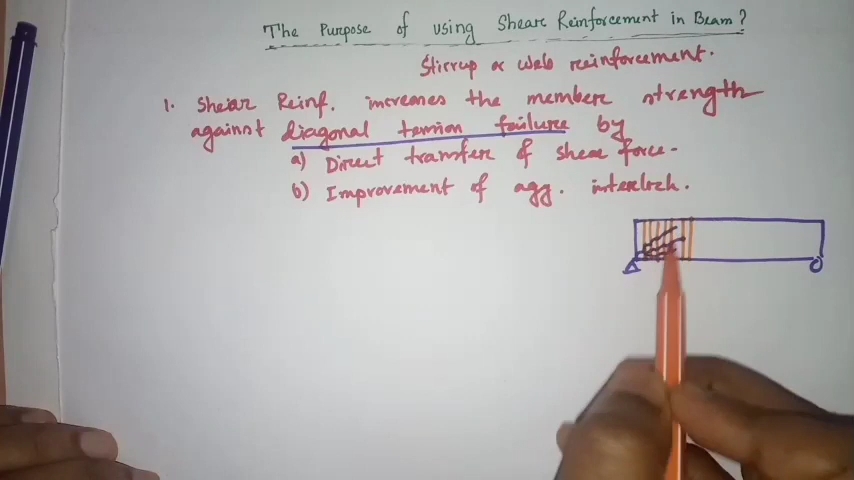 The Purpose of using Shear Reinforcement in Beam?
Stirrup or Web reinforcement.
1. Shear Reinf. increases the member strength
against diagonal tension failure by
a) Direct transfer of shear force.
b) Improvement of agg. interlock.